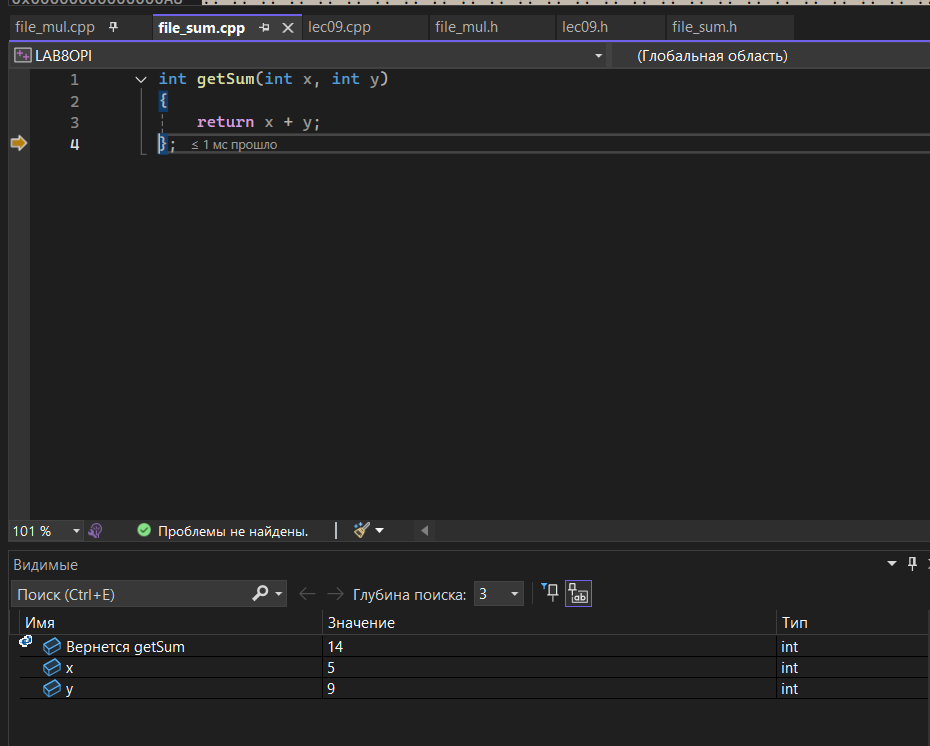 file_mul.cpp file_sum.cpp lec09.cpp file_mul.h lec09.h file_sum.h
LAB8OPI (Глобальная область)
1 int getSum(int x, int y)
2 {
3 return x + y;
4 }; ≤ 1 мс прошло
101 % Проблемы не найдены.
Видимые
Поиск (Ctrl+E) Глубина поиска: 3
Имя Значение Тип
Вернется getSum 14 int
x 5 int
y 9 int